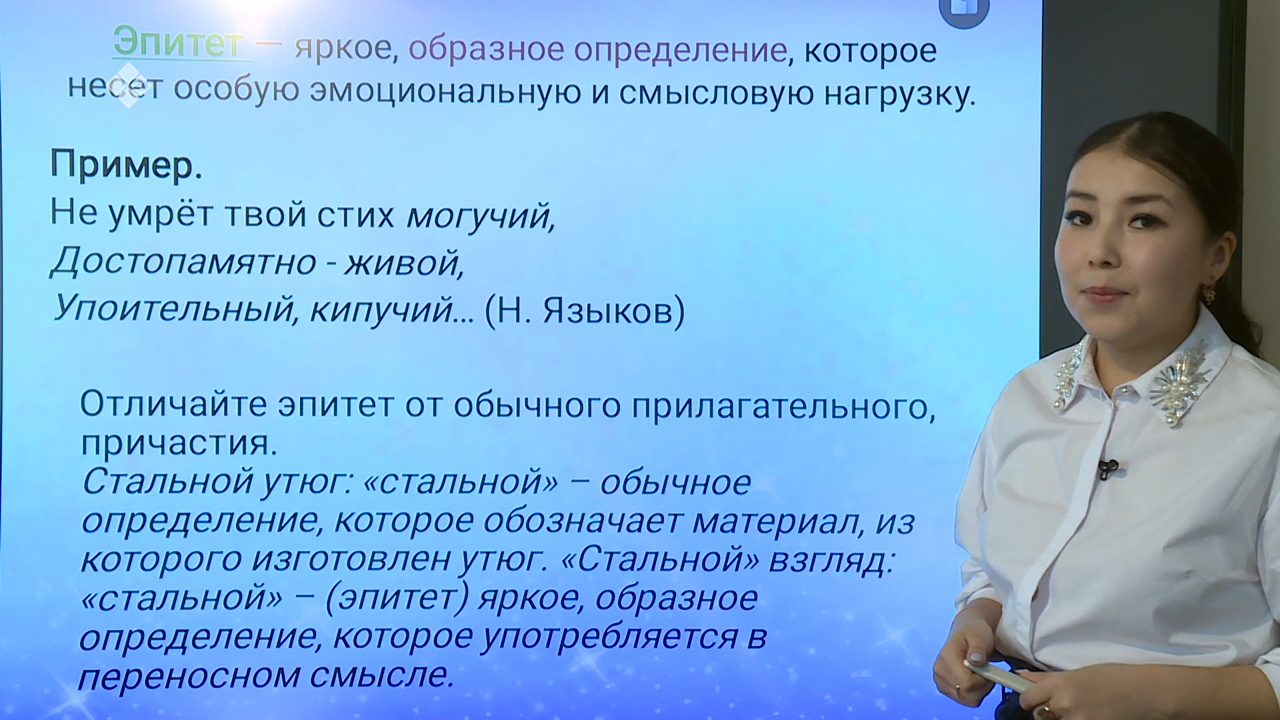 Эпитет — яркое, образное определение, которое
несет особую эмоциональную и смысловую нагрузку.
Пример.
Не умрёт твой стих могучий,
Достопамятно - живой,
Упоительный, кипучий... (Н. Языков)
Отличайте эпитет от обычного прилагательного,
причастия.
Стальной утюг: «стальной» – обычное
определение, которое обозначает материал, из
которого изготовлен утюг. «Стальной» взгляд:
«стальной» – (эпитет) яркое, образное
определение, которое употребляется в
переносном смысле.